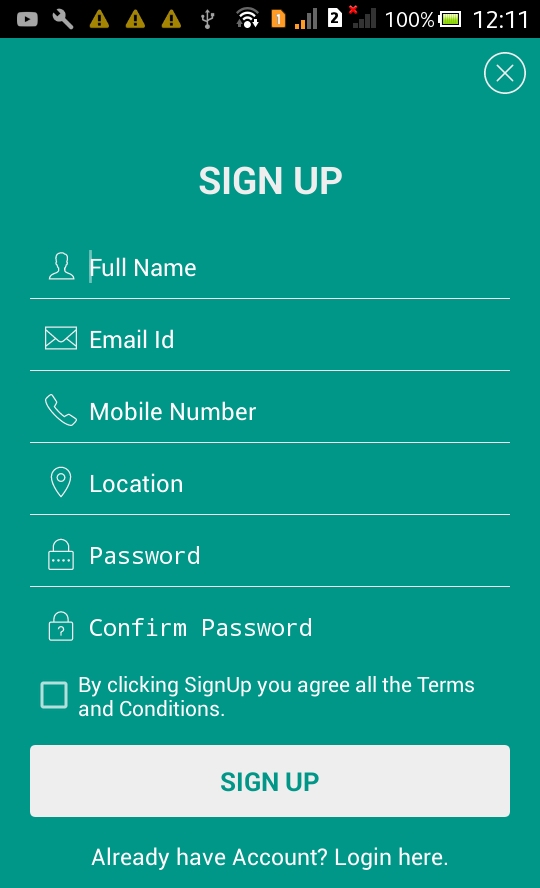 1 2 100% 12:11
SIGN UP
Full Name
Email Id
Mobile Number
Location
Password
Confirm Password
By clicking SignUp you agree all the Terms
and Conditions.
SIGN UP
Already have Account? Login here.